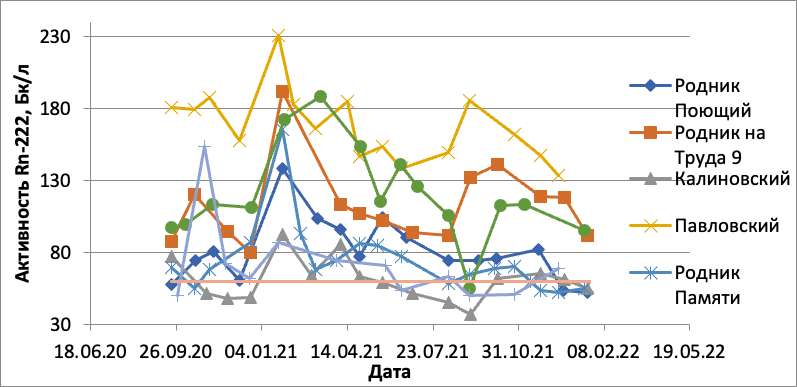 Активность Rn-222, Бк/л
230
180
130
80
30
18.06.20
26.09.20
04.01.21
14.04.21
23.07.21
31.10.21
08.02.22
19.05.22
Дата
Родник
Поющий
Родник на
Труда 9
Калиновский
Павловский
Родник
Памяти